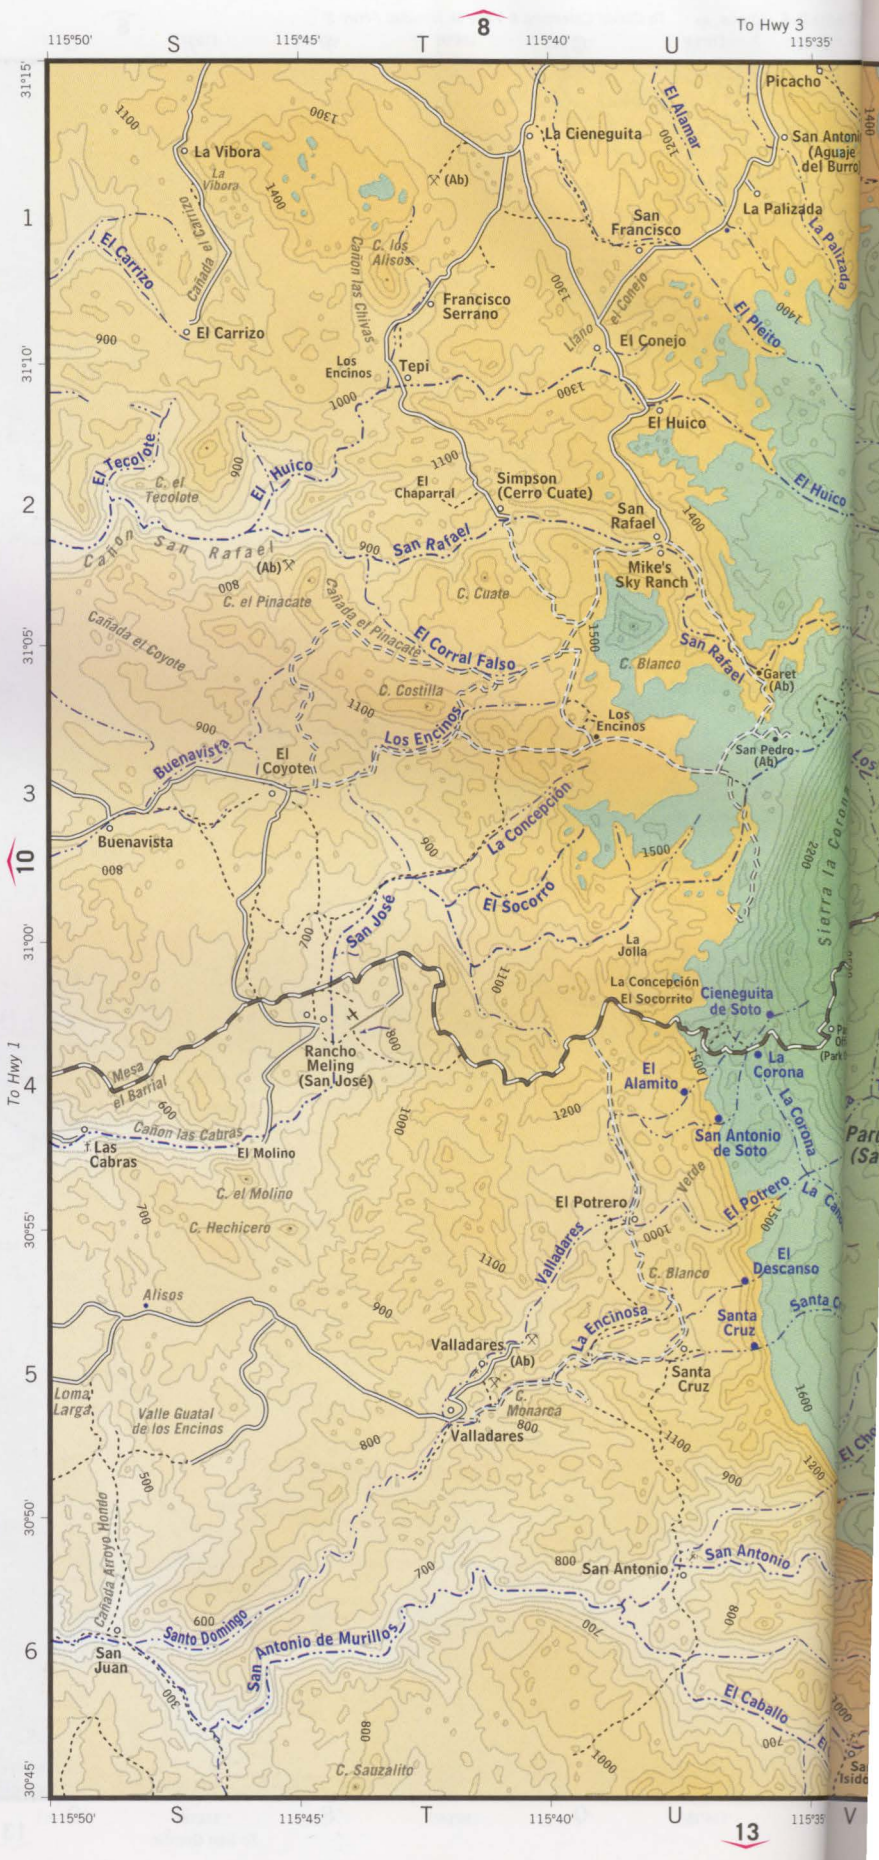 8
To Hwy 3
115°50'
S
115°45'
T
115°40'
U
115°35'
31°15'
Picacho
1100
1300
El Alamar
1200
1400
La Vibora
La
Vibora
La Cieneguita
San Antoni
(Aguaje
del Burro)
(Ab)
1400
Cañada el Carrizo
La Palizada
La Palizada
1
San
Francisco
El Carrizo
C. los
Alisos
Cañon las Chivas
1300
Llano el Conejo
Francisco
Serrano
El Pleito
1400
900
El Carrizo
El Conejo
31°10'
Los
Encinos
Tepi
1000
1300
El Huico
El Tecolote
C. el
Tecolote
900
El Huico
1100
El
Chaparral
Simpson
(Cerro Cuate)
El Huico
2
San
Rafael
1400
Cañon San Rafael
(Ab)
900
San Rafael
Mike's
Sky Ranch
800
C. el Pinacate
Cañada el Pinacate
C. Cuate
Cañada el Coyote
31°05'
El Corral Falso
1500
C. Blanco
San Rafael
Garet
(Ab)
C. Costilla
1100
900
Los Encinos
Los
Encinos
San Pedro
(Ab)
Los
Buenavista
El
Coyote
3
10
Buenavista
800
900
La Concepción
1500
2200
Sierra la Corona
El Socorro
San José
700
31°00'
La
Jolla
1100
La Concepción
El Socorrito
Cieneguita
de Soto
Rancho
Meling
(San José)
800
To Hwy 1
4
Mesa
el Barrial
600
El
Alamito
1500
La
Corona
(Park
La Corona
1000
1200
Cañon las Cabras
Las
Cabras
El Molino
San Antonio
de Soto
Par
(Sa
C. el Molino
Verde
El Potrero
El Potrero
La
700
30°55'
C. Hechicero
1000
1500
Valladares
1100
C. Blanco
El
Descanso
Alisos
900
La Encinosa
Santa
Cruz
Santa C
Valladares
(Ab)
5
Santa
Cruz
Loma
Larga
Valle Guatal
de los Encinos
C.
Monarca
800
Valladares
1600
800
1100
El Cho
500
900
1200
30°50'
Cañada Arroyo Hondo
700
800
San Antonio
San Antonio
600
Santo Domingo
700
800
San Antonio de Murillos
6
San
Juan
300
El Caballo
700
1000
El
800
1000
C. Sauzalito
Sa
Isido
30°45'
115°50'
S
115°45'
T
115°40'
U
115°35'
V
13